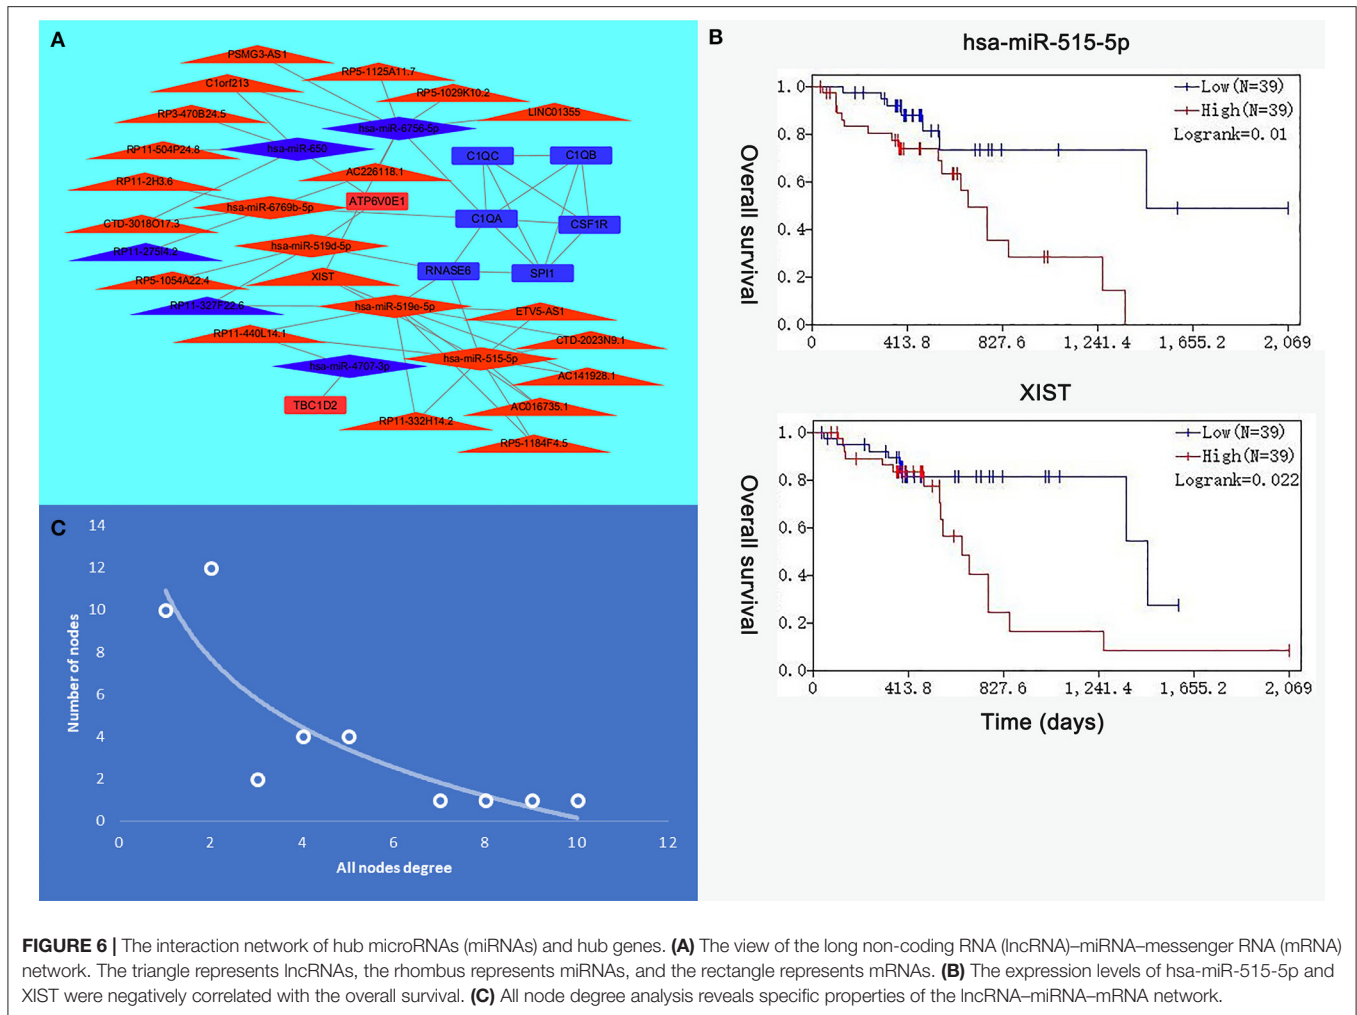 A
PSMG3-AS1
RP5-1125A11.7
C1orf213
RP5-1029K10.2
RP3-470B24.5
LINC01355
hsa-miR-6756-5p
RP11-504P24.8
hsa-miR-650
C1QC
C1QB
AC226118.1
RP11-2H3.6
ATP6V0E1
hsa-miR-6769b-5p
C1QA
CSF1R
CTD-3018O17.3
RP11-275I4.2
hsa-miR-519d-5p
RNASE6
SPI1
RP5-1054A22.4
XIST
RP11-327F22.6
hsa-miR-519e-5p
ETV5-AS1
RP11-440L14.1
CTD-2023N9.1
hsa-miR-515-5p
hsa-miR-4707-3p
AC141928.1
TBC1D2
AC016735.1
RP11-332H14.2
RP5-1184F4.5
B
hsa-miR-515-5p
Overall survival
1.0
0.8
0.6
0.4
0.2
0.0
Low(N=39)
High(N=39)
Logrank=0.01
0 413.8 827.6 1,241.4 1,655.2 2,069
XIST
Overall survival
1.0
0.8
0.6
0.4
0.2
0.0
Low(N=39)
High(N=39)
Logrank=0.022
0 413.8 827.6 1,241.4 1,655.2 2,069
Time (days)
C
Number of nodes
14
12
10
8
6
4
2
0
0 2 4 6 8 10 12
All nodes degree
FIGURE 6 | The interaction network of hub microRNAs (miRNAs) and hub genes. (A) The view of the long non-coding RNA (lncRNA)–miRNA–messenger RNA (mRNA)
network. The triangle represents lncRNAs, the rhombus represents miRNAs, and the rectangle represents mRNAs. (B) The expression levels of hsa-miR-515-5p and
XIST were negatively correlated with the overall survival. (C) All node degree analysis reveals specific properties of the lncRNA–miRNA–mRNA network.